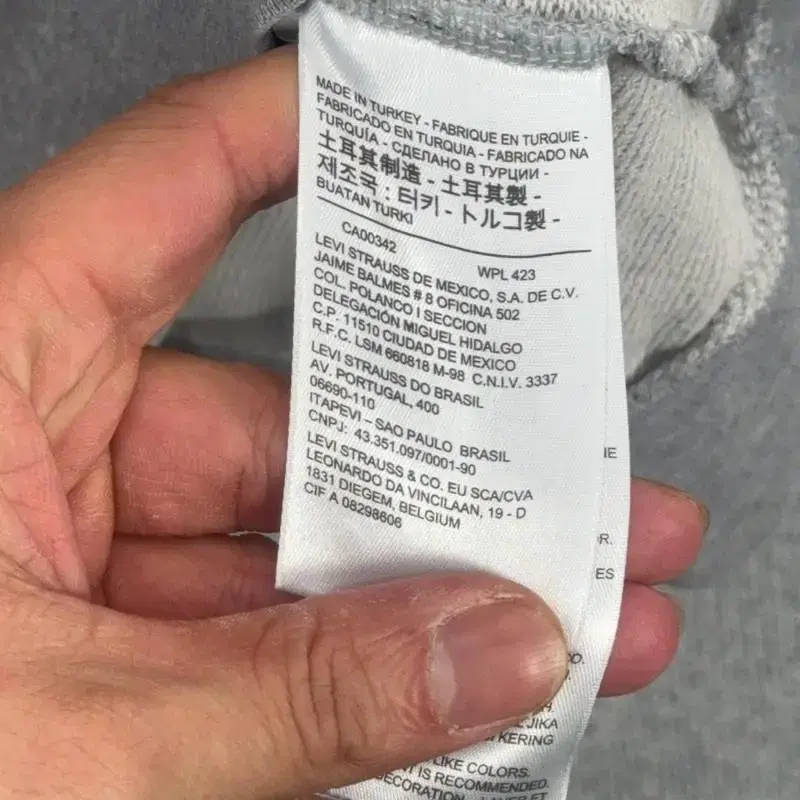 MADE IN TURKEY - FABRIQUE EN TURQUIE -
FABRICADO EN TURQUIA - FABRICADO NA
TURQUÍA - СДЕЛАНО В ТУРЦИИ -
土耳其制造 - 土耳其製 -
제조국 : 터키 - トルコ製 -
BUATAN TURKI
CA00342 WPL 423
LEVI STRAUSS DE MEXICO, S.A. DE C.V.
JAIME BALMES # 8 OFICINA 502
COL. POLANCO I SECCION
DELEGACIÓN MIGUEL HIDALGO
C.P. 11510 CIUDAD DE MEXICO
R.F.C. LSM 660818 M-98 C.N.I.V. 3337
LEVI STRAUSS DO BRASIL
AV. PORTUGAL, 400
06690-110
ITAPEVI – SAO PAULO BRASIL
CNPJ: 43.351.097/0001-90
LEVI STRAUSS & CO. EU SCA/CVA
LEONARDO DA VINCILAAN, 19 - D
1831 DIEGEM, BELGIUM
CIF A 08298606
JIKA
KERING
LIKE COLORS.
IS RECOMMENDED.